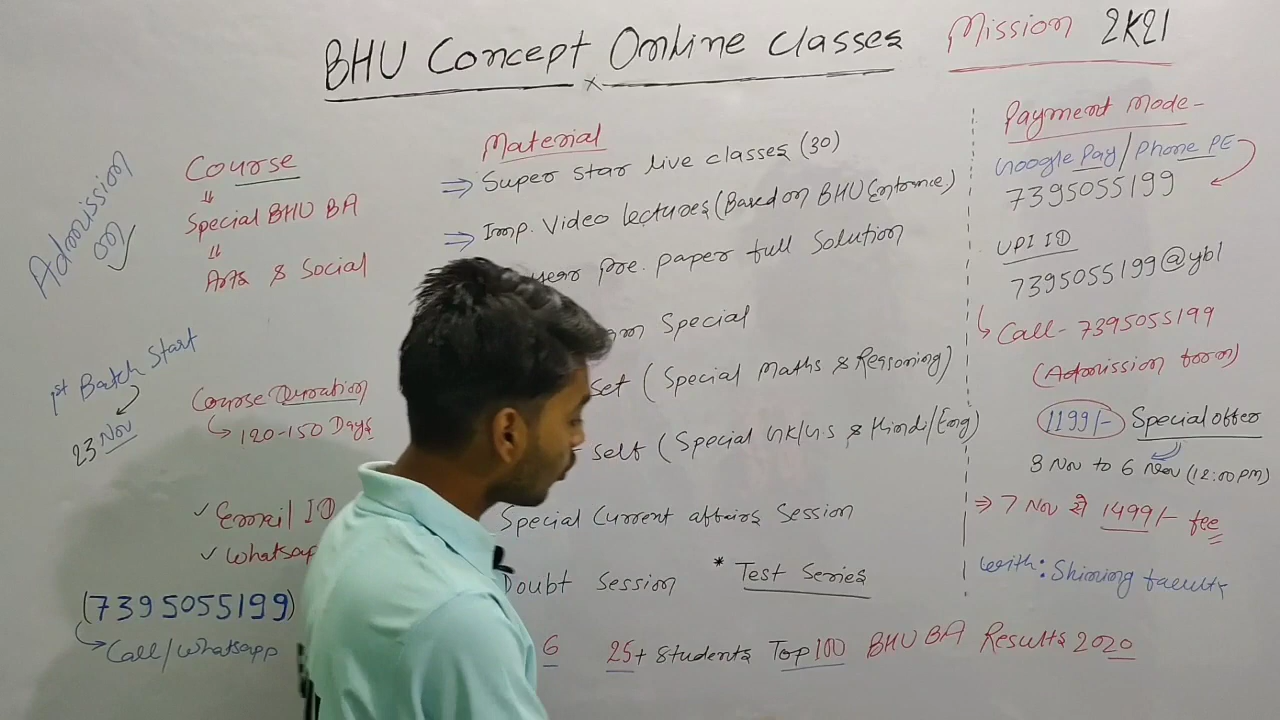 BHU Concept Online Classes Mission 2K21
Admission on
Course
Special BHU BA
Arts & Social
1st Batch Start
23 Nov
Course Duration
120-150 Days
Email ID
Whatsapp
(7395055199)
Call/Whatsapp
Material
Super Star live classes (30)
Imp. Video lectures (Based on BHU Entrance.)
year pre. paper full Solution
Special
set (Special Maths & Reasoning)
self (Special GK/G.S & Hindi/Eng)
Special Current affairs Session
Doubt Session * Test Series
6 25+ Students Top 100 BHU BA Results 2020
Payment Mode-
Google Pay/Phone PE
7395055199
UPI ID
7395055199@ybl
Call- 7395055199
(Admission form)
1199/- Special offer
3 Nov to 6 Nov (12:00 PM)
7 Nov से 1499/- fee
with: Shining faculty